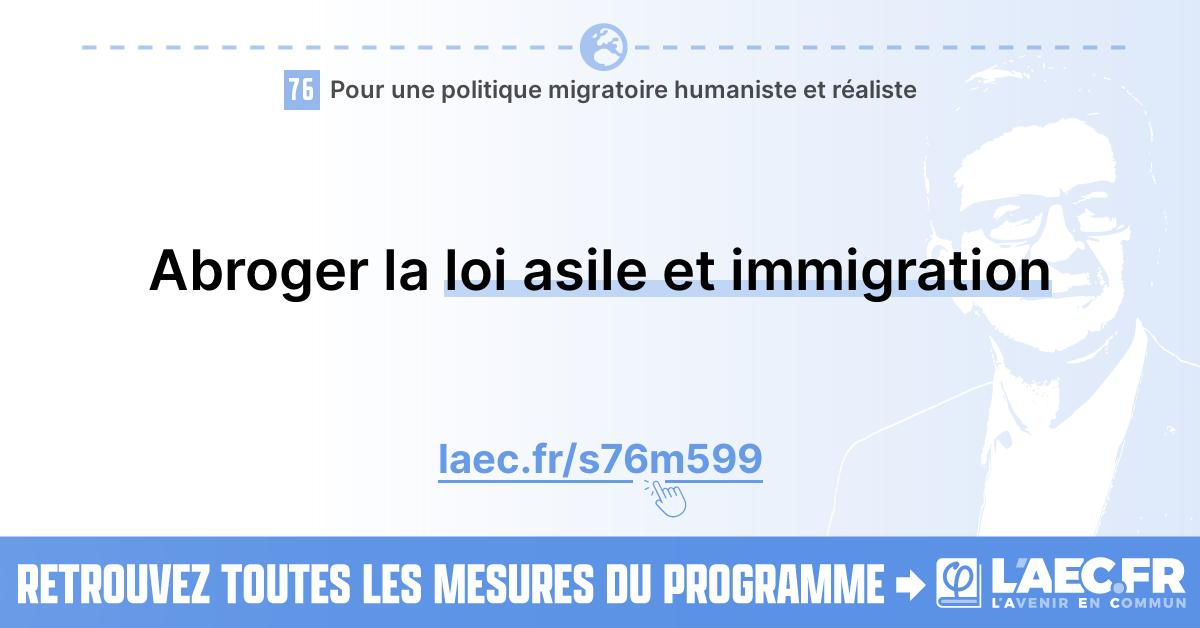 76 Pour une politique migratoire humaniste et réaliste
Abroger la loi asile et immigration
laec.fr/s76m599
RETROUVEZ TOUTES LES MESURES DU PROGRAMME
L'AEC.FR
L'AVENIR EN COMMUN